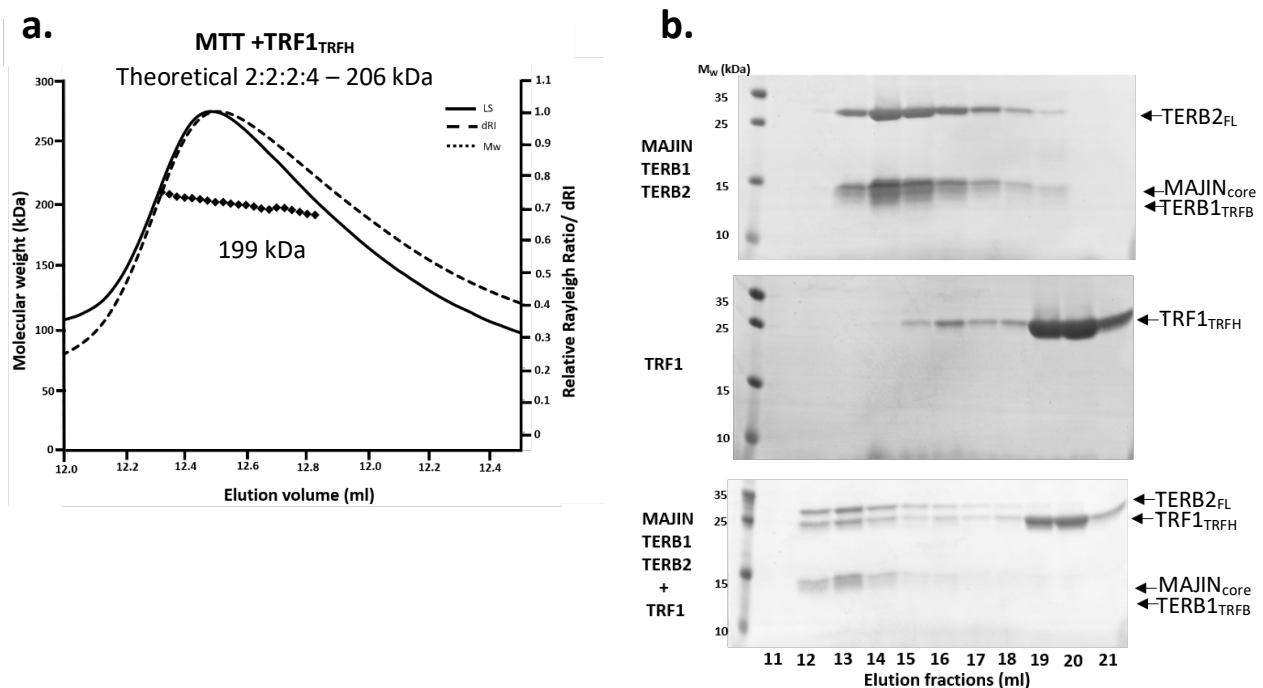 a.
MTT +TRF1TRFH
Theoretical 2:2:2:4 – 206 kDa
300
250
200
150
100
50
0
Molecular weight (kDa)
LS
dRI
Mw
199 kDa
1.1
1.0
0.9
0.8
0.7
0.6
0.5
0.4
0.3
0.2
0.1
0
Relative Rayleigh Ratio/ dRI
12.0 12.2 12.4 12.6 12.8 12.0 12.2 12.4
Elution volume (ml)
b.
MW (kDa)
35
25
15
10
MAJIN
TERB1
TERB2
TERB2FL
MAJINcore
TERB1TRFB
35
25
15
10
TRF1
TRF1TRFH
35
25
15
10
MAJIN
TERB1
TERB2
+
TRF1
TERB2FL
TRF1TRFH
MAJINcore
TERB1TRFB
11 12 13 14 15 16 17 18 19 20 21
Elution fractions (ml)